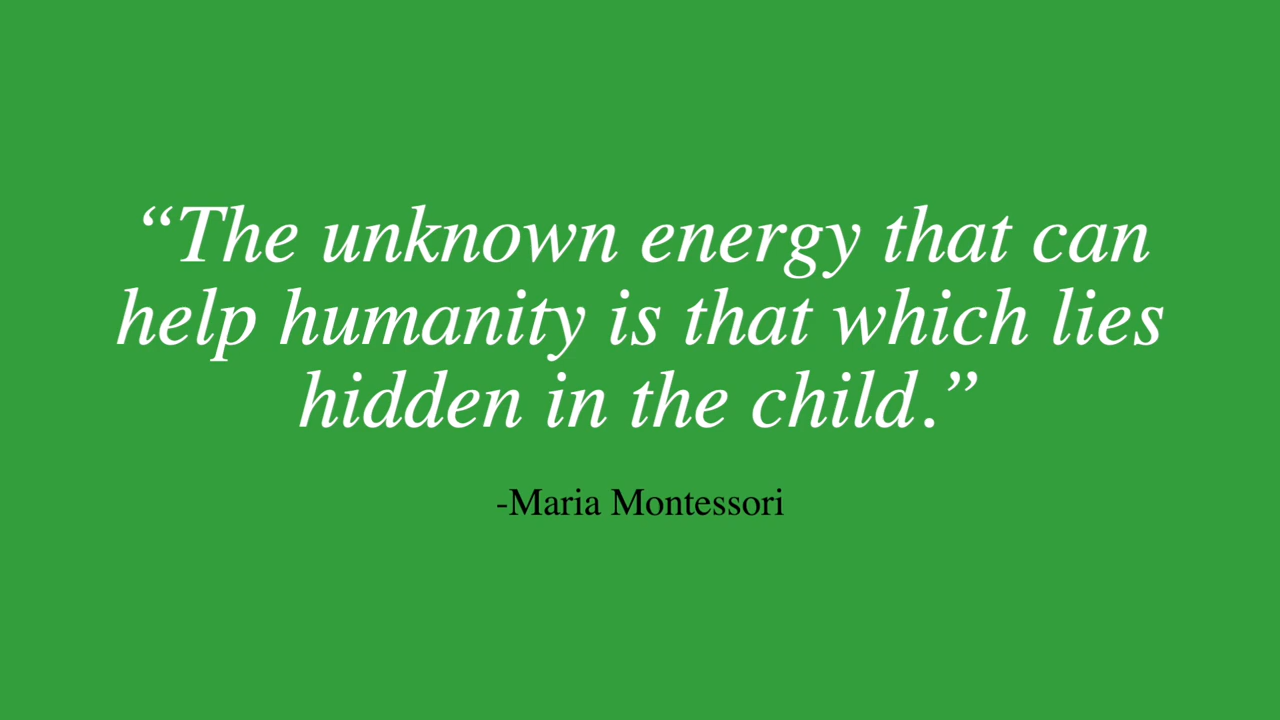 “The unknown energy that can
help humanity is that which lies
hidden in the child.”
-Maria Montessori